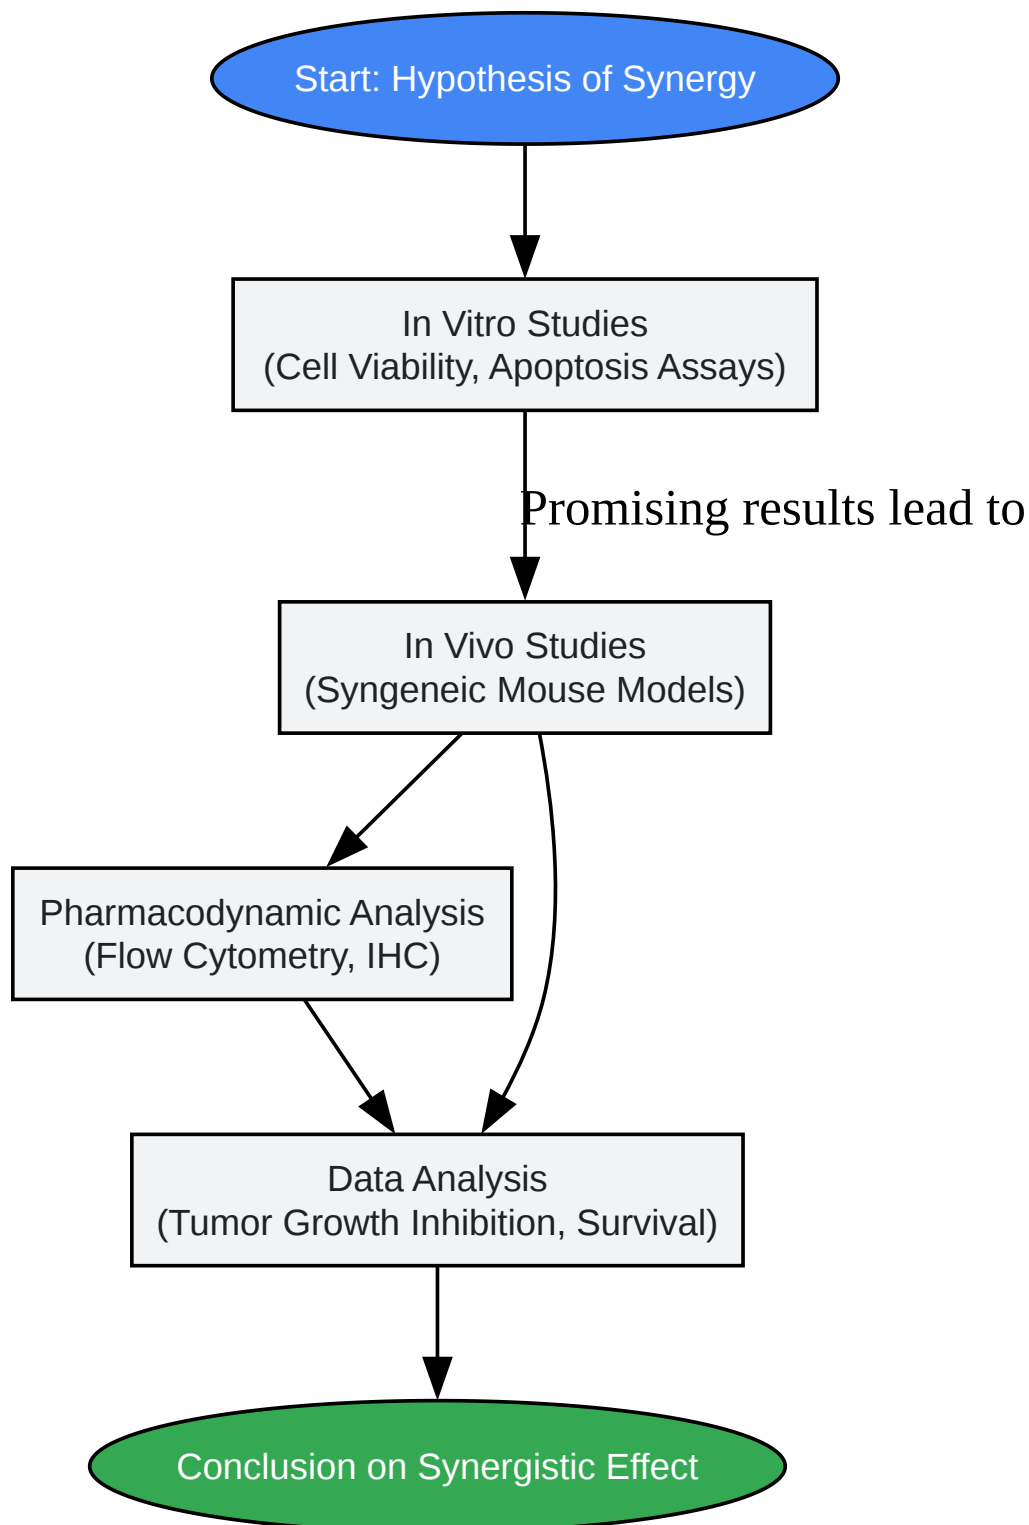 Start: Hypothesis of Synergy
In Vitro Studies
(Cell Viability, Apoptosis Assays)
Promising results lead to
In Vivo Studies
(Syngeneic Mouse Models)
Pharmacodynamic Analysis
(Flow Cytometry, IHC)
Data Analysis
(Tumor Growth Inhibition, Survival)
Conclusion on Synergistic Effect